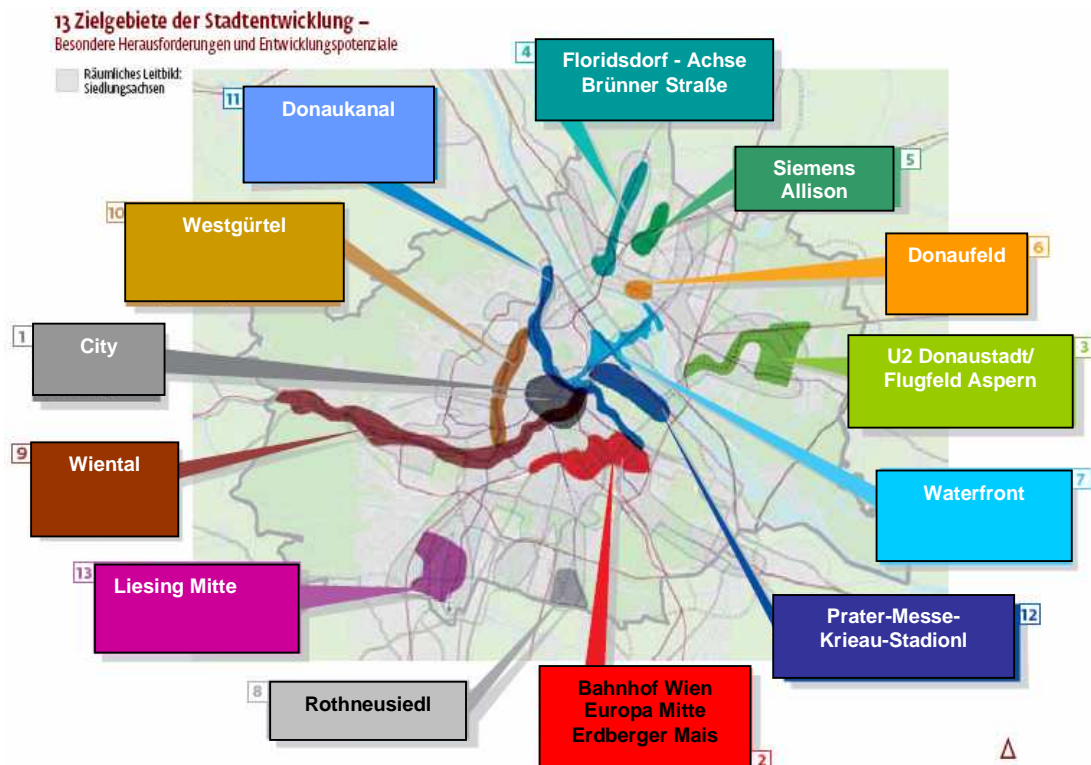 13 Zielgebiete der Stadtentwicklung –
Besondere Herausforderungen und Entwicklungspotenziale
Räumliches Leitbild:
Siedlungsachsen
4
Floridsdorf - Achse
Brünner Straße
11
Donaukanal
5
Siemens
Allison
10
Westgürtel
6
Donaufeld
1
City
3
U2 Donaustadt/
Flugfeld Aspern
9
Wiental
7
Waterfront
13
Liesing Mitte
12
Prater-Messe-
Krieau-Stadionl
8
Rothneusiedl
Bahnhof Wien
Europa Mitte
Erdberger Mais
2